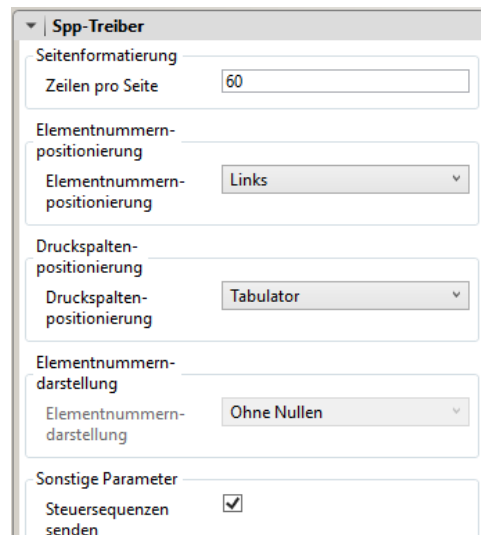 Spp-Treiber
Seitenformatierung
Zeilen pro Seite 60
Elementnummern-
positionierung
Elementnummern- Links
positionierung
Druckspalten-
positionierung
Druckspalten- Tabulator
positionierung
Elementnummern-
darstellung
Elementnummern- Ohne Nullen
darstellung
Sonstige Parameter
Steuersequenzen
senden